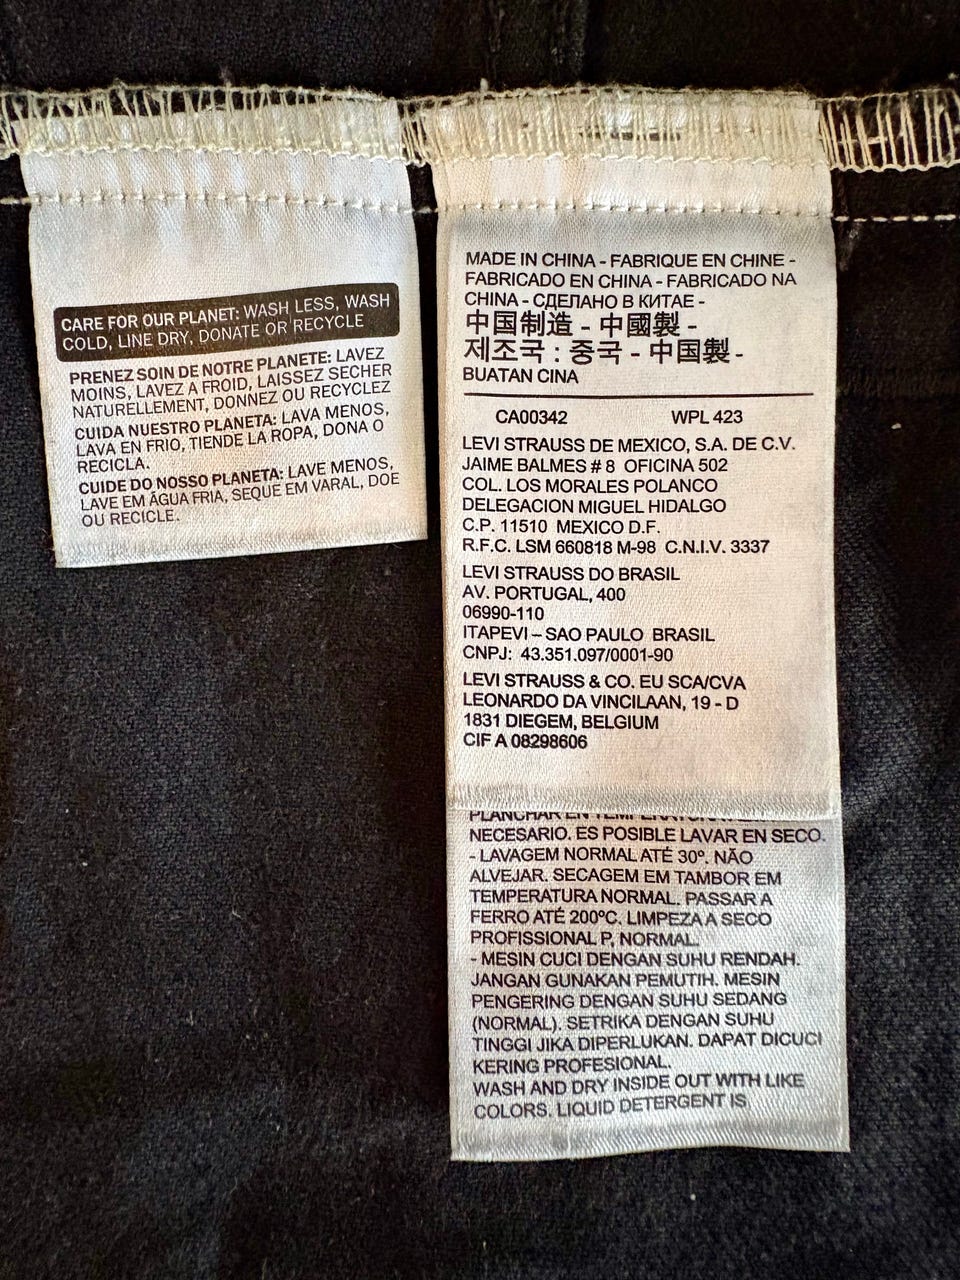 CARE FOR OUR PLANET: WASH LESS, WASH
COLD, LINE DRY, DONATE OR RECYCLE
PRENEZ SOIN DE NOTRE PLANETE: LAVEZ
MOINS, LAVEZ A FROID, LAISSEZ SECHER
NATURELLEMENT, DONNEZ OU RECYCLEZ
CUIDA NUESTRO PLANETA: LAVA MENOS,
LAVA EN FRIO, TIENDE LA ROPA, DONA O
RECICLA.
CUIDE DO NOSSO PLANETA: LAVE MENOS,
LAVE EM ÁGUA FRIA, SEQUE EM VARAL, DOE
OU RECICLE.
MADE IN CHINA - FABRIQUE EN CHINE -
FABRICADO EN CHINA - FABRICADO NA
CHINA - СДЕЛАНО В КИТАЕ -
中国制造 - 中國製 -
제조국 : 중국 - 中国製 -
BUATAN CINA
CA00342 WPL 423
LEVI STRAUSS DE MEXICO, S.A. DE C.V.
JAIME BALMES # 8 OFICINA 502
COL. LOS MORALES POLANCO
DELEGACION MIGUEL HIDALGO
C.P. 11510 MEXICO D.F.
R.F.C. LSM 660818 M-98 C.N.I.V. 3337
LEVI STRAUSS DO BRASIL
AV. PORTUGAL, 400
06990-110
ITAPEVI – SAO PAULO BRASIL
CNPJ: 43.351.097/0001-90
LEVI STRAUSS & CO. EU SCA/CVA
LEONARDO DA VINCILAAN, 19 - D
1831 DIEGEM, BELGIUM
CIF A 08298606
PLANCHAR EN
NECESARIO. ES POSIBLE LAVAR EN SECO.
- LAVAGEM NORMAL ATÉ 30º. NÃO
ALVEJAR. SECAGEM EM TAMBOR EM
TEMPERATURA NORMAL. PASSAR A
FERRO ATÉ 200ºC. LIMPEZA A SECO
PROFISSIONAL P, NORMAL.
- MESIN CUCI DENGAN SUHU RENDAH.
JANGAN GUNAKAN PEMUTIH. MESIN
PENGERING DENGAN SUHU SEDANG
(NORMAL). SETRIKA DENGAN SUHU
TINGGI JIKA DIPERLUKAN. DAPAT DICUCI
KERING PROFESIONAL.
WASH AND DRY INSIDE OUT WITH LIKE
COLORS. LIQUID DETERGENT IS